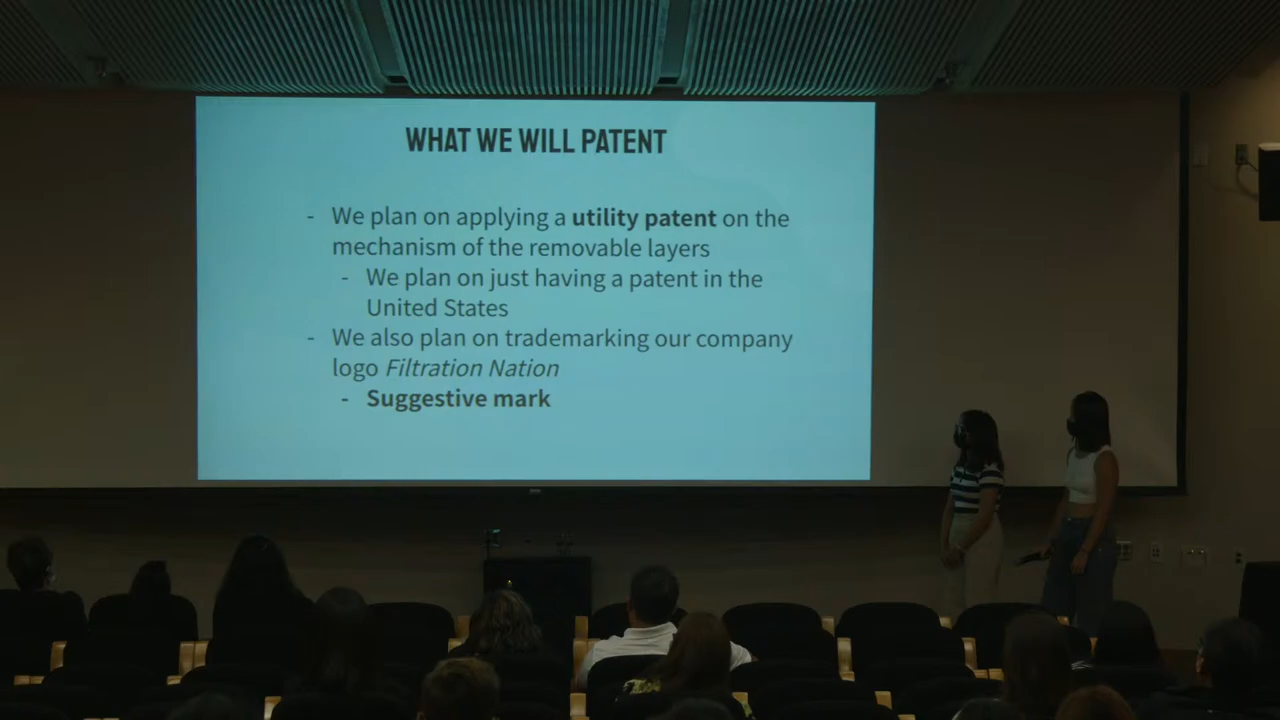 WHAT WE WILL PATENT
- We plan on applying a utility patent on the
mechanism of the removable layers
- We plan on just having a patent in the
United States
- We also plan on trademarking our company
logo Filtration Nation
- Suggestive mark